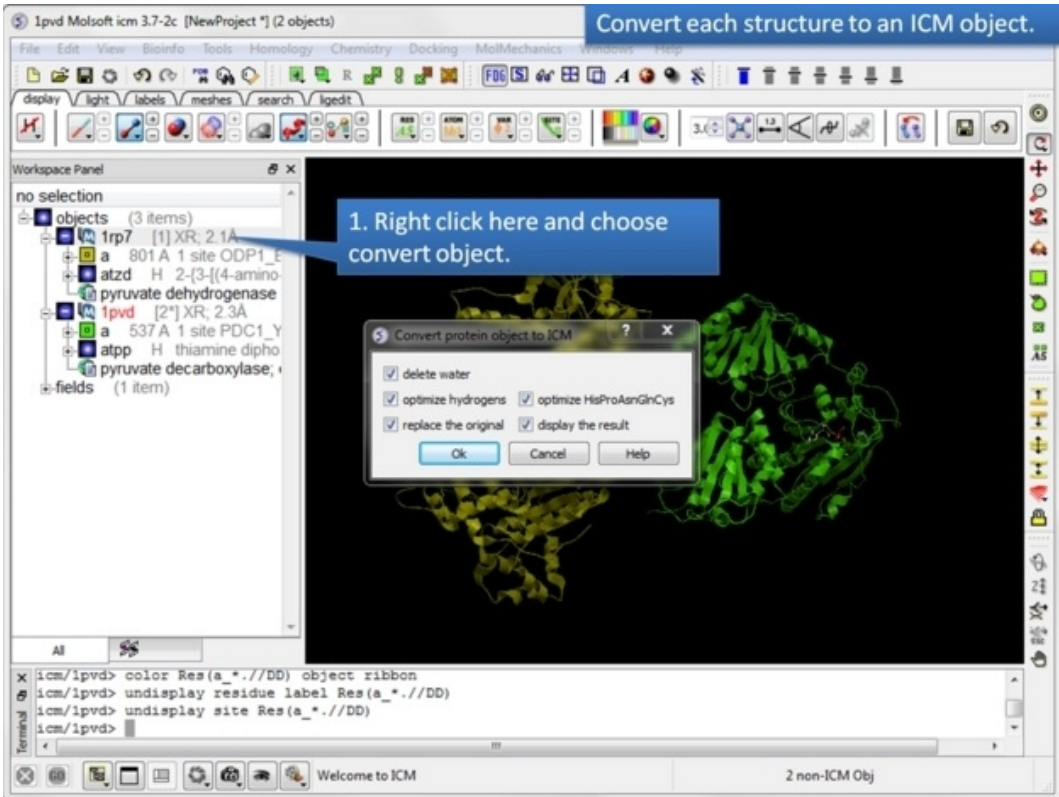 1pvd Molsoft icm 3.7-2c [NewProject *] (2 objects)
Convert each structure to an ICM object.
File Edit View Bioinfo Tools Homology Chemistry Docking MolMechanics Windows Help
display light labels meshes search ligedit
Workspace Panel
no selection
objects (3 items)
1rp7 [1] XR; 2.1Å
a 801 A 1 site ODP1_E
atzd H 2-{3-[(4-amino-
pyruvate dehydrogenase
1pvd [2*] XR; 2.3Å
a 537 A 1 site PDC1_Y
atpp H thiamine dipho
pyruvate decarboxylase;
fields (1 item)
1. Right click here and choose
convert object.
Convert protein object to ICM
delete water
optimize hydrogens optimize HisProAsnGlnCys
replace the original display the result
Ok Cancel Help
All
Terminal
icm/1pvd> color Res(a_*.//DD) object ribbon
icm/1pvd> undisplay residue label Res(a_*.//DD)
icm/1pvd> undisplay site Res(a_*.//DD)
icm/1pvd>
Welcome to ICM 2 non-ICM Obj